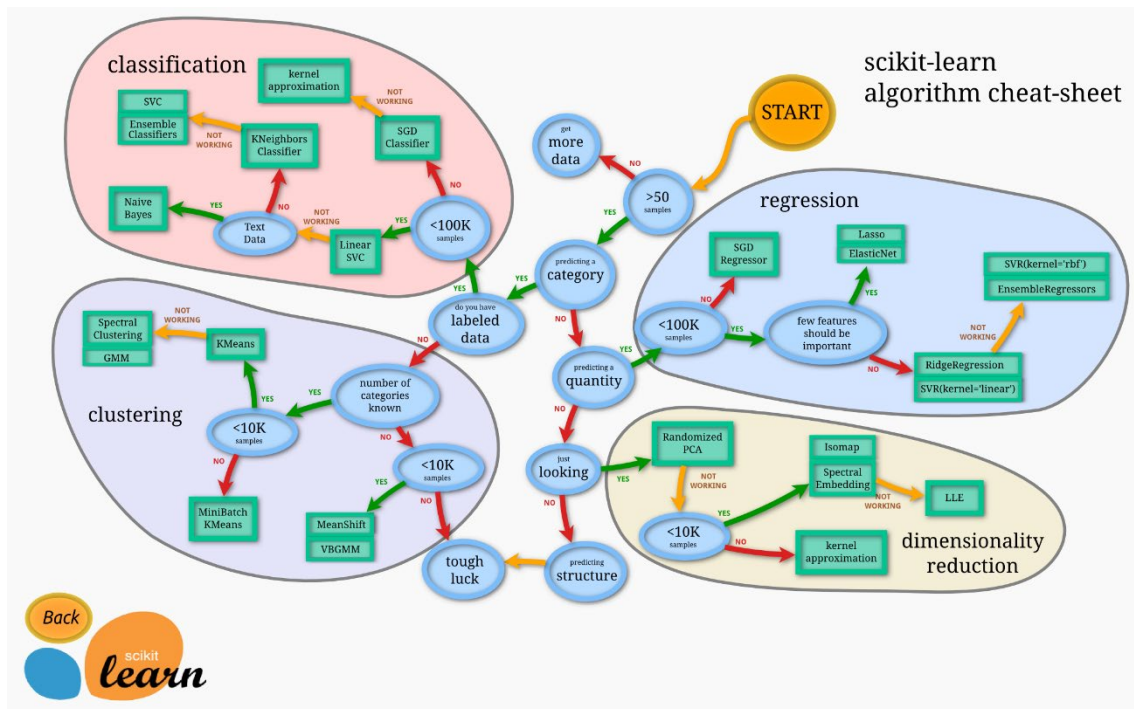 scikit-learn
algorithm cheat-sheet
START
>50
samples
NO
get
more
data
YES
predicting a
category
YES
do you have
labeled
data
YES
classification
<100K
samples
NO
SGD
Classifier
NOT
WORKING
kernel
approximation
YES
Linear
SVC
NOT
WORKING
Text
Data
YES
Naive
Bayes
NO
KNeighbors
Classifier
NOT
WORKING
SVC
Ensemble
Classifiers
NO
clustering
number of
categories
known
YES
<10K
samples
YES
KMeans
NOT
WORKING
Spectral
Clustering
GMM
NO
MiniBatch
KMeans
NO
<10K
samples
YES
MeanShift
VBGMM
NO
tough
luck
NO
predicting a
quantity
YES
regression
<100K
samples
NO
SGD
Regressor
YES
few features
should be
important
YES
Lasso
ElasticNet
NO
RidgeRegression
SVR(kernel='linear')
NOT
WORKING
SVR(kernel='rbf')
EnsembleRegressors
NO
just
looking
YES
dimensionality
reduction
Randomized
PCA
NOT
WORKING
<10K
samples
YES
Isomap
Spectral
Embedding
NOT
WORKING
LLE
NO
kernel
approximation
NO
predicting
structure
Back
scikit
learn